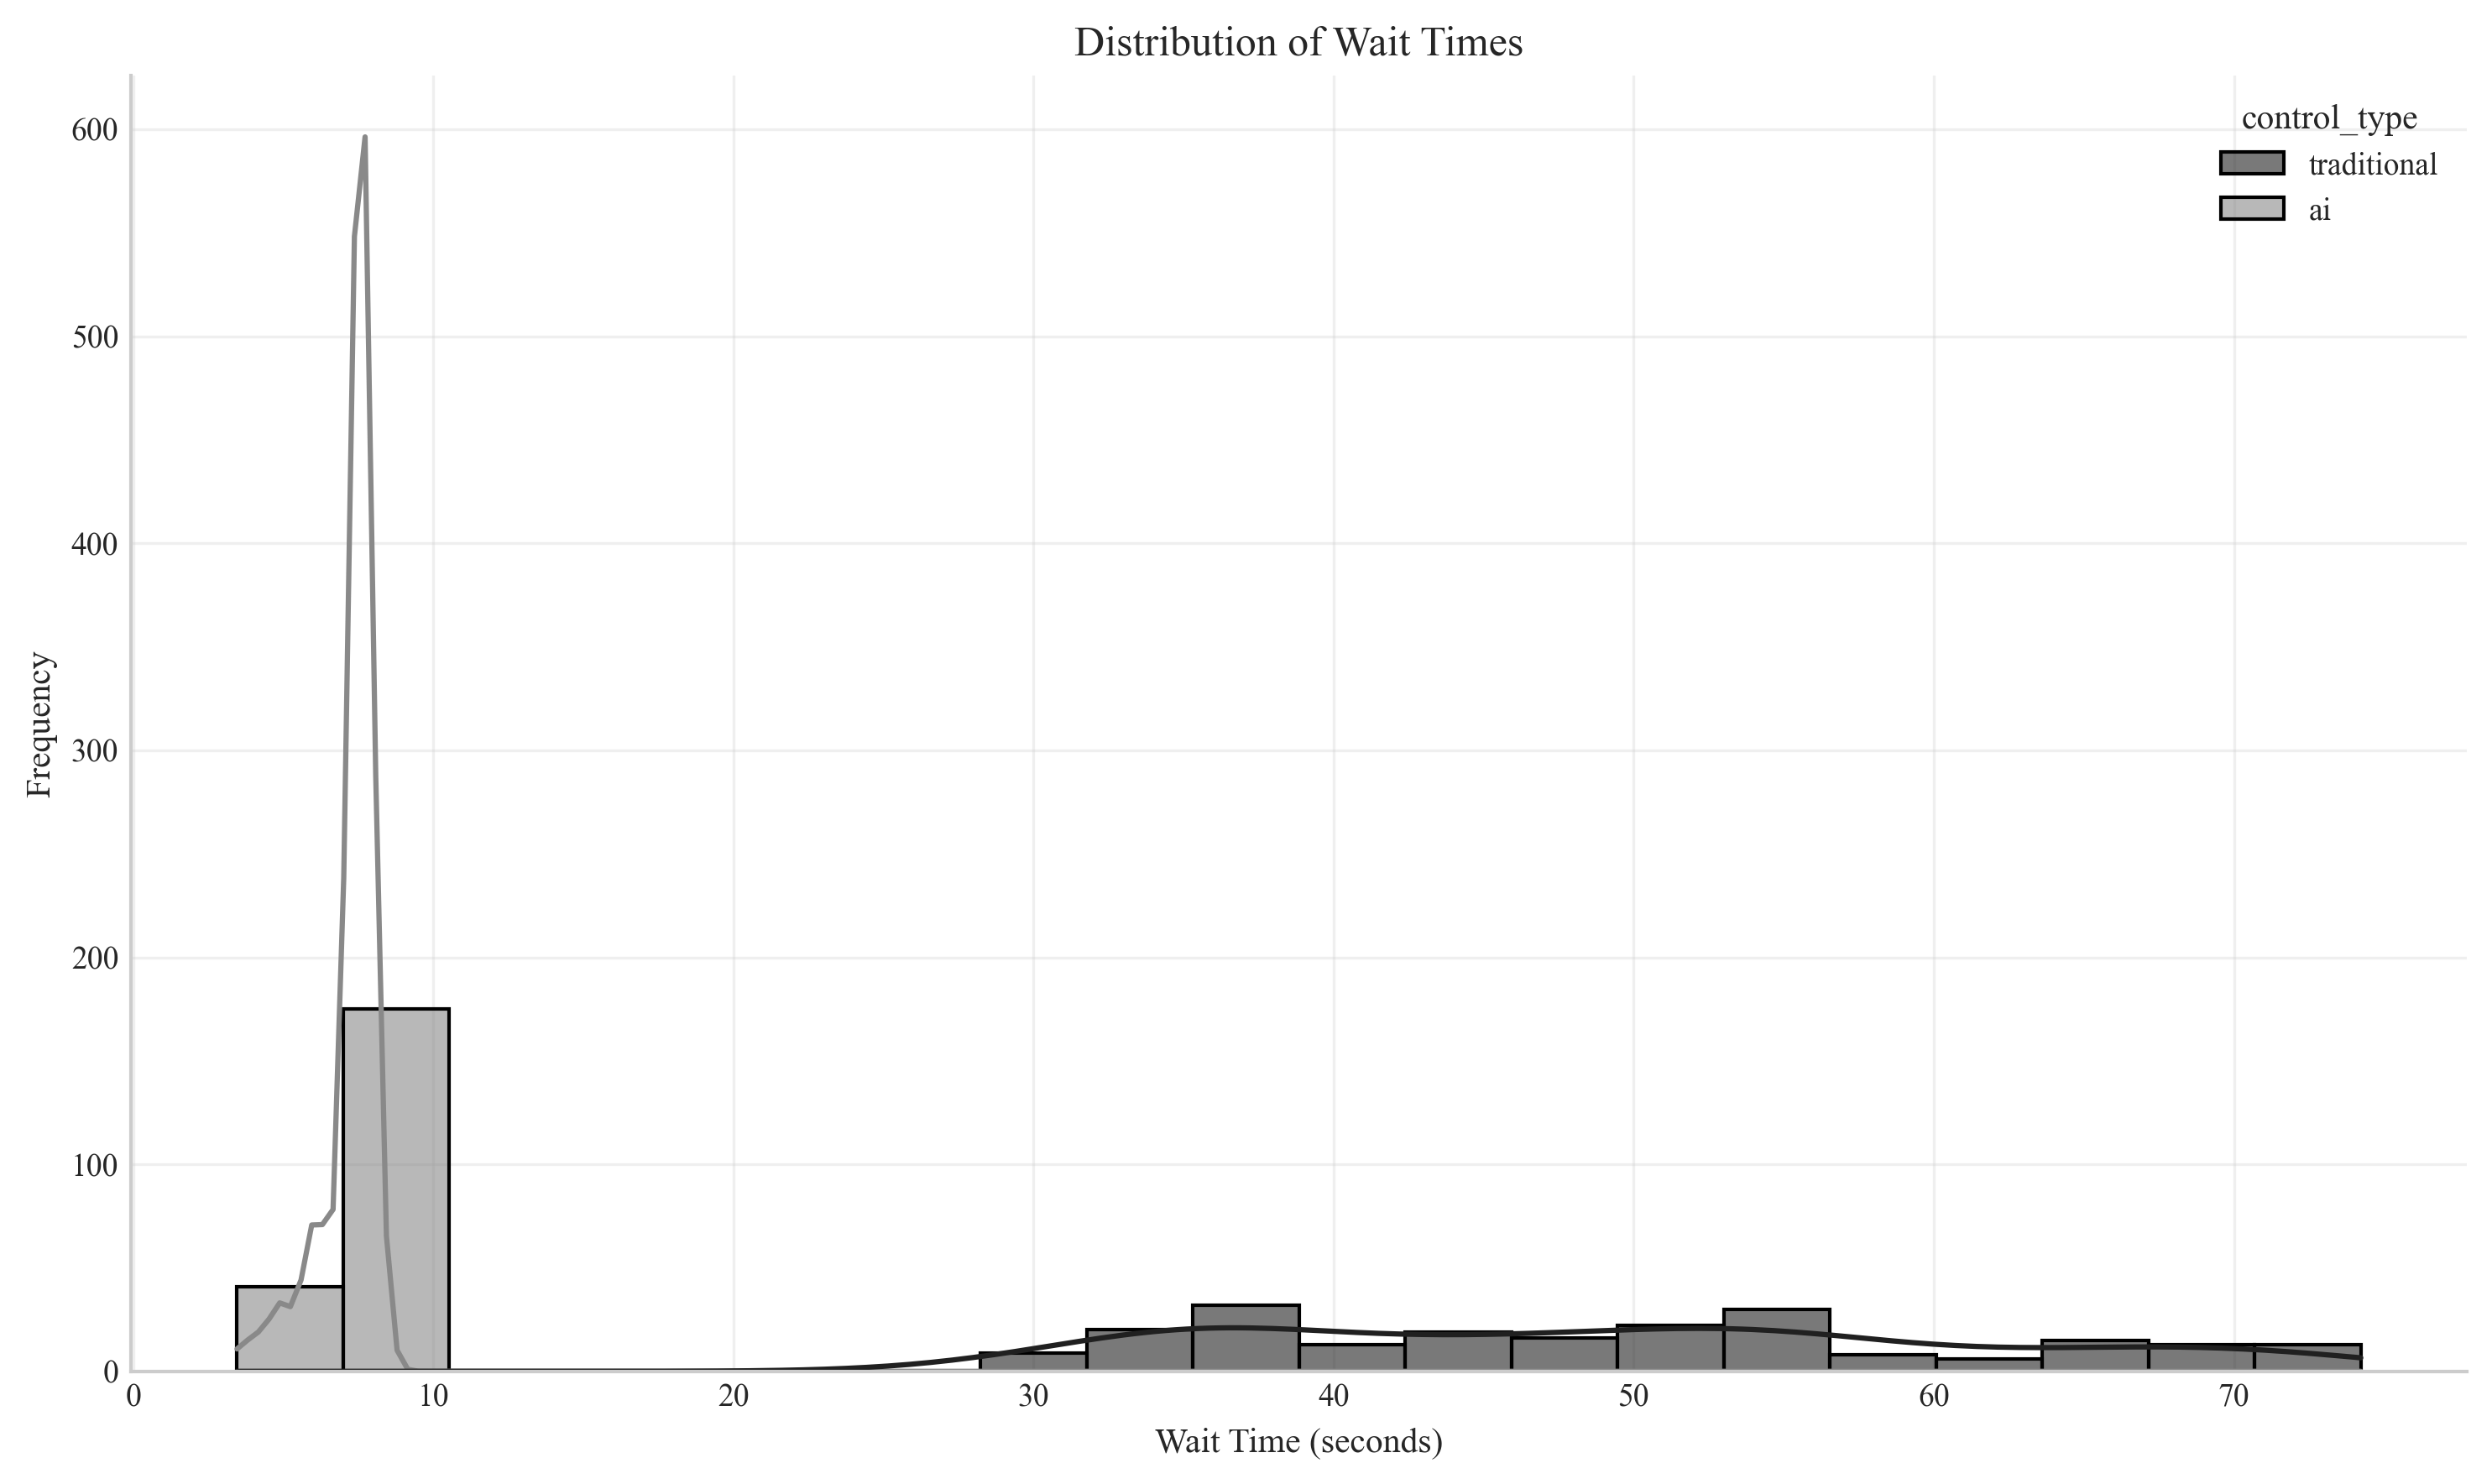 Distribution of Wait Times
control_type
traditional
ai
600
500
400
300
200
100
0
Frequency
0 10 20 30 40 50 60 70
Wait Time (seconds)